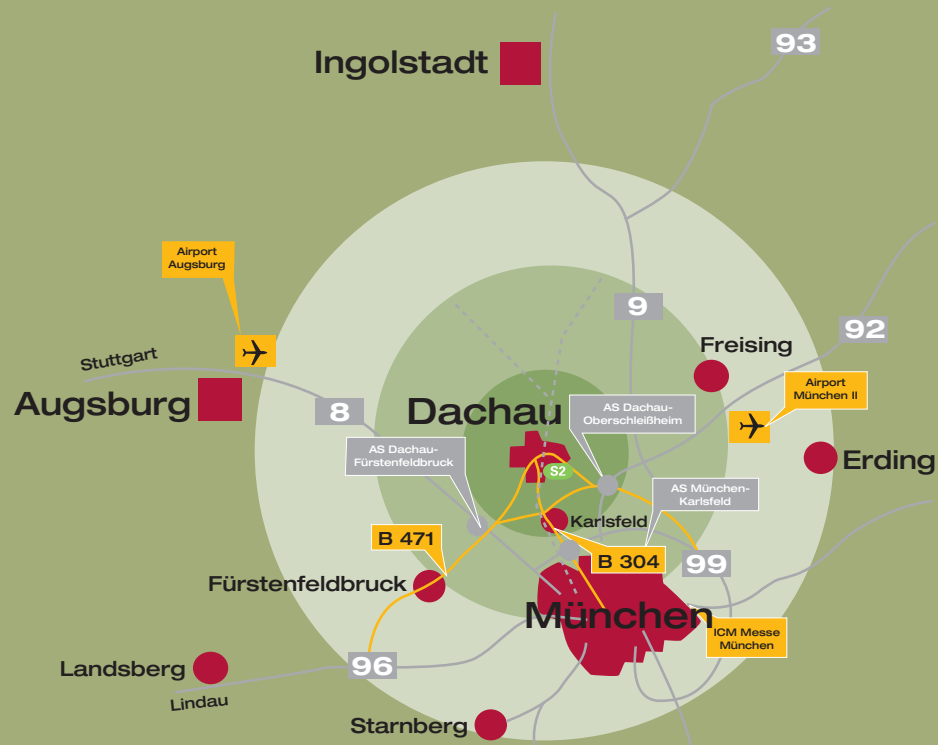 93
Ingolstadt
Airport
Augsburg
9
92
Freising
Stuttgart
Airport
München II
Augsburg
8
Dachau
AS Dachau-
Oberschleißheim
AS Dachau-
Fürstenfeldbruck
Erding
S2
AS München-
Karlsfeld
Karlsfeld
B 471
B 304
99
Fürstenfeldbruck
München
ICM Messe
München
Landsberg
96
Lindau
Starnberg